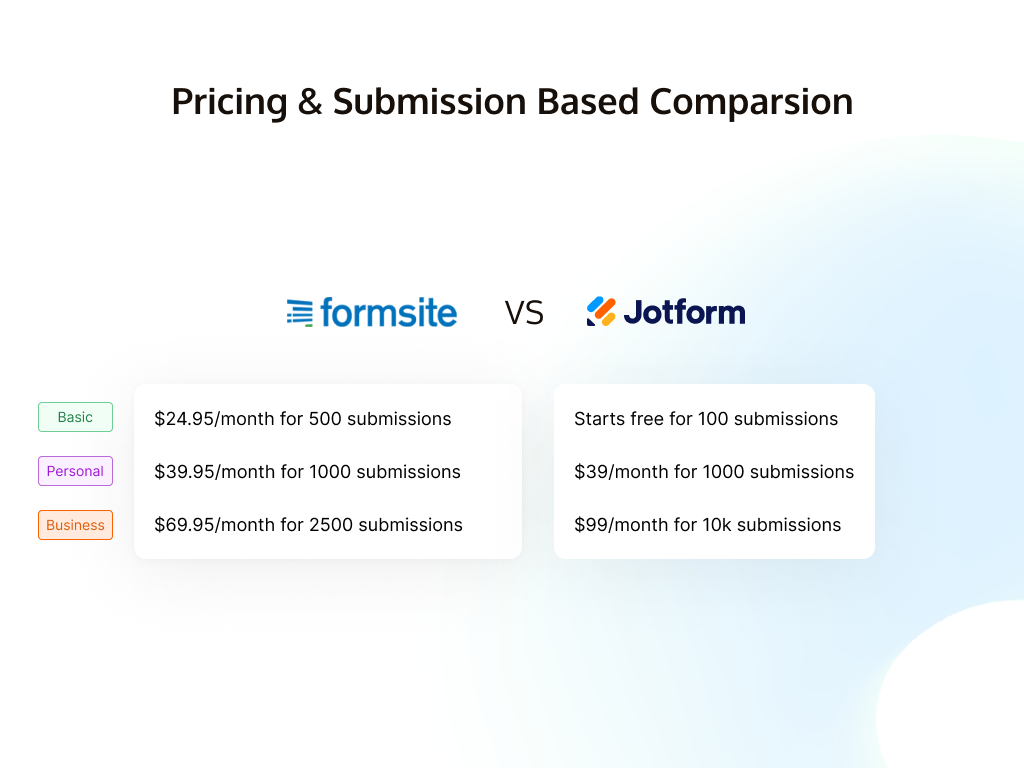 Pricing & Submission Based Comparsion
formsite VS Jotform
Basic $24.95/month for 500 submissions Starts free for 100 submissions
Personal $39.95/month for 1000 submissions $39/month for 1000 submissions
Business $69.95/month for 2500 submissions $99/month for 10k submissions